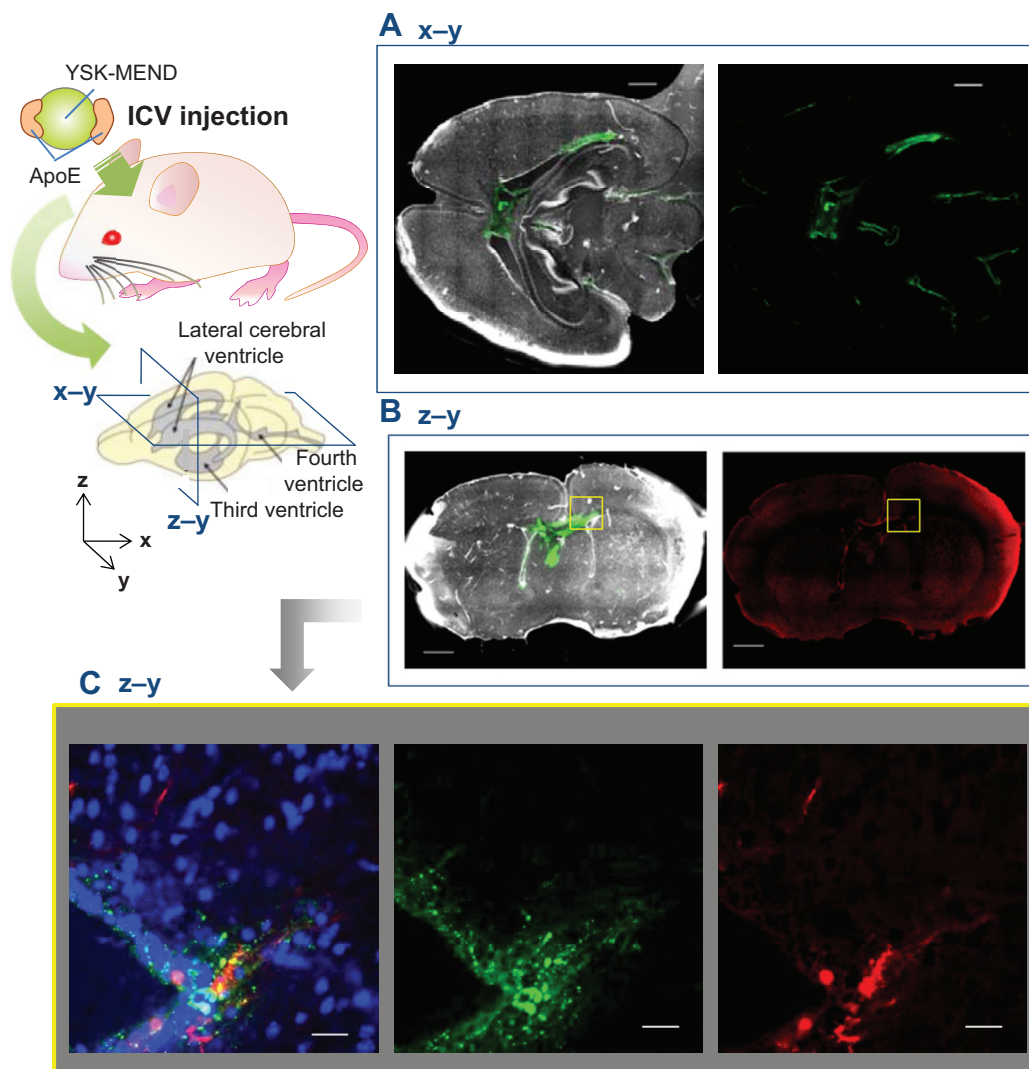 YSK-MEND
ICV injection
ApoE
Lateral cerebral
ventricle
x–y
Fourth
ventricle
Third ventricle
z–y
z
x
y
A x–y
B z–y
C z–y